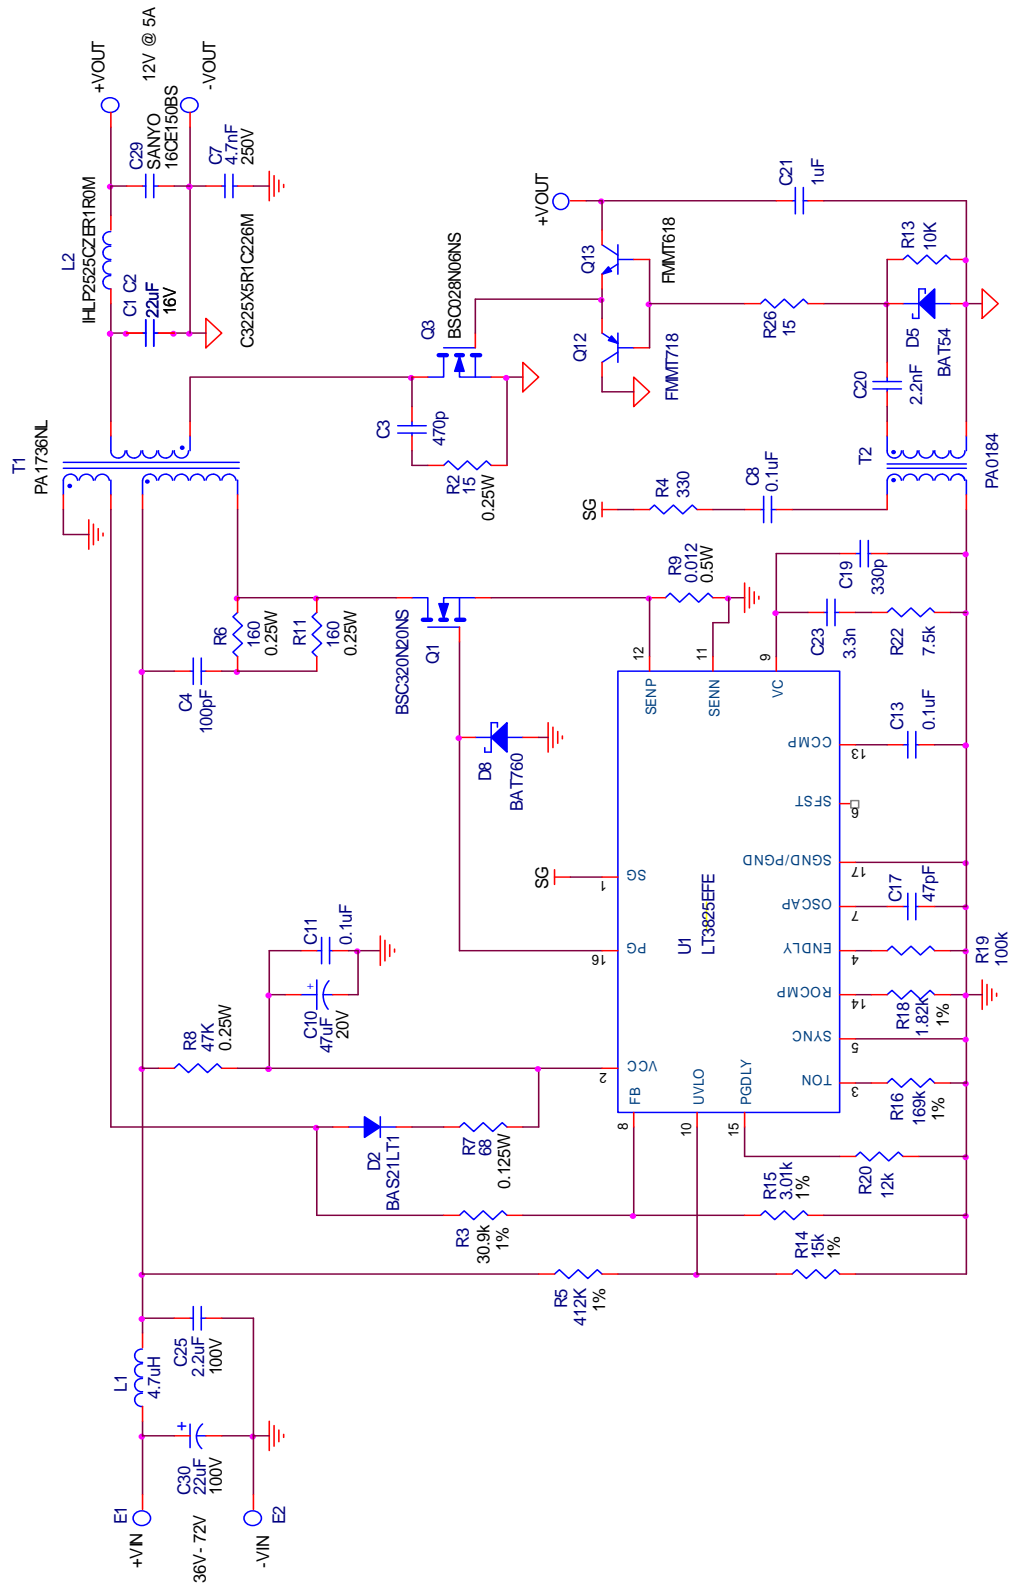 E1
+VIN
36V - 72V
-VIN
E2
C30
22uF
100V
L1
4.7uH
C25
2.2uF
100V
R5
412K
1%
R14
15k
1%
R3
30.9k
1%
R15
3.01k
1%
R20
12k
D2
BAS21LT1
R7
68
0.125W
R8
47K
0.25W
C10
47uF
20V
C11
0.1uF
U1
LT3825EFE
VCC
2
FB
8
UVLO
10
PGDLY
15
TON
3
SYNC
5
ROCMP
14
ENDLY
4
OSCAP
7
SGND/PGND
17
SFST
6
CCMP
13
VC
9
SENN
11
SENP
12
SG
1
PG
16
SG
R16
169k
1%
R18
1.82k
1%
R19
100k
C17
47pF
C13
0.1uF
R22
7.5k
C23
3.3n
C19
330p
D8
BAT760
Q1
BSC320N20NS
R9
0.012
0.5W
C4
100pF
R6
160
0.25W
R11
160
0.25W
T1
PA1736NL
SG
R4
330
C8
0.1uF
T2
PA0184
C20
2.2nF
D5
BAT54
R13
10K
R26
15
C21
1uF
Q12
FMMT718
Q13
FMMT618
+VOUT
C3
470p
R2
15
0.25W
Q3
BSC028N06NS
C1 C2
22uF
16V
C3225X5R1C226M
L2
IHLP2525CZER1R0M
C29
SANYO
16CE150BS
C7
4.7nF
250V
+VOUT
12V @ 5A
-VOUT